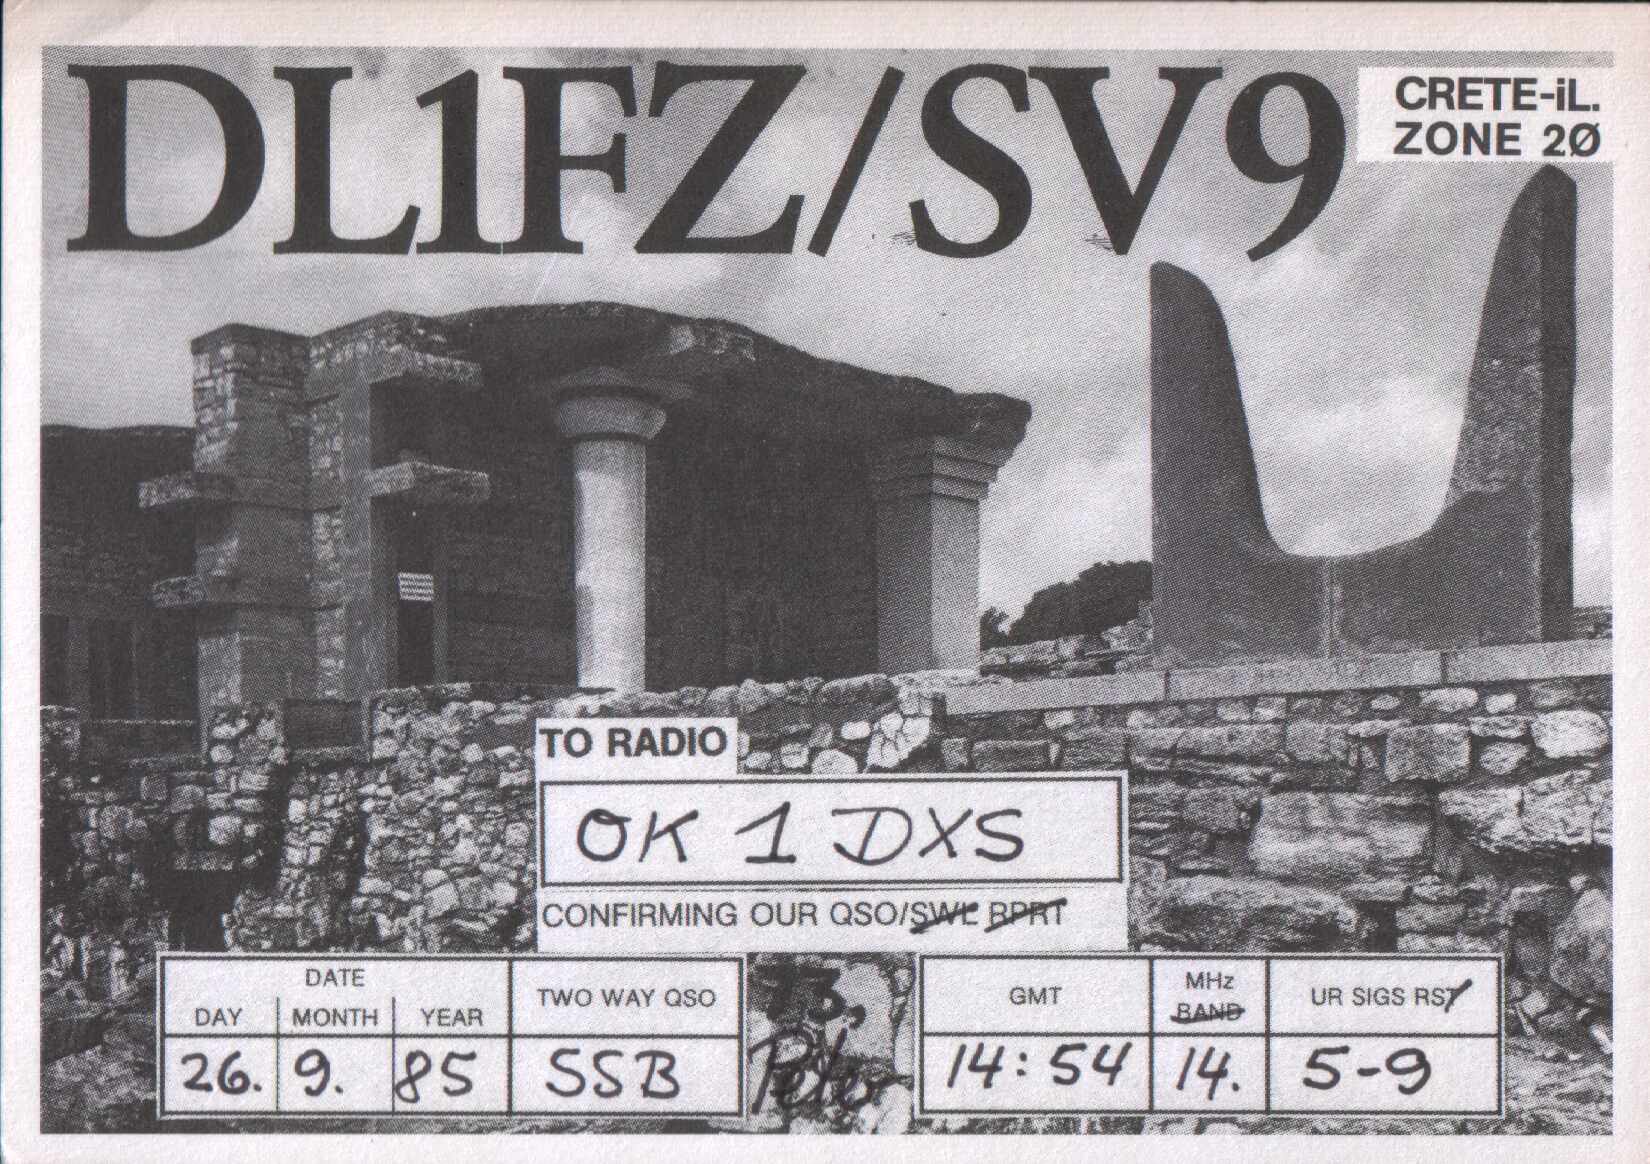 DL1FZ/SV9
CRETE-iL.
ZONE 2Ø
TO RADIO
OK 1 DXS
CONFIRMING OUR QSO/SWL RPRT
DATE
DAY MONTH YEAR
TWO WAY QSO
26. 9. 85
SSB
73.
Peter
GMT
MHz
BAND
UR SIGS RST
14:54
14.
5-9